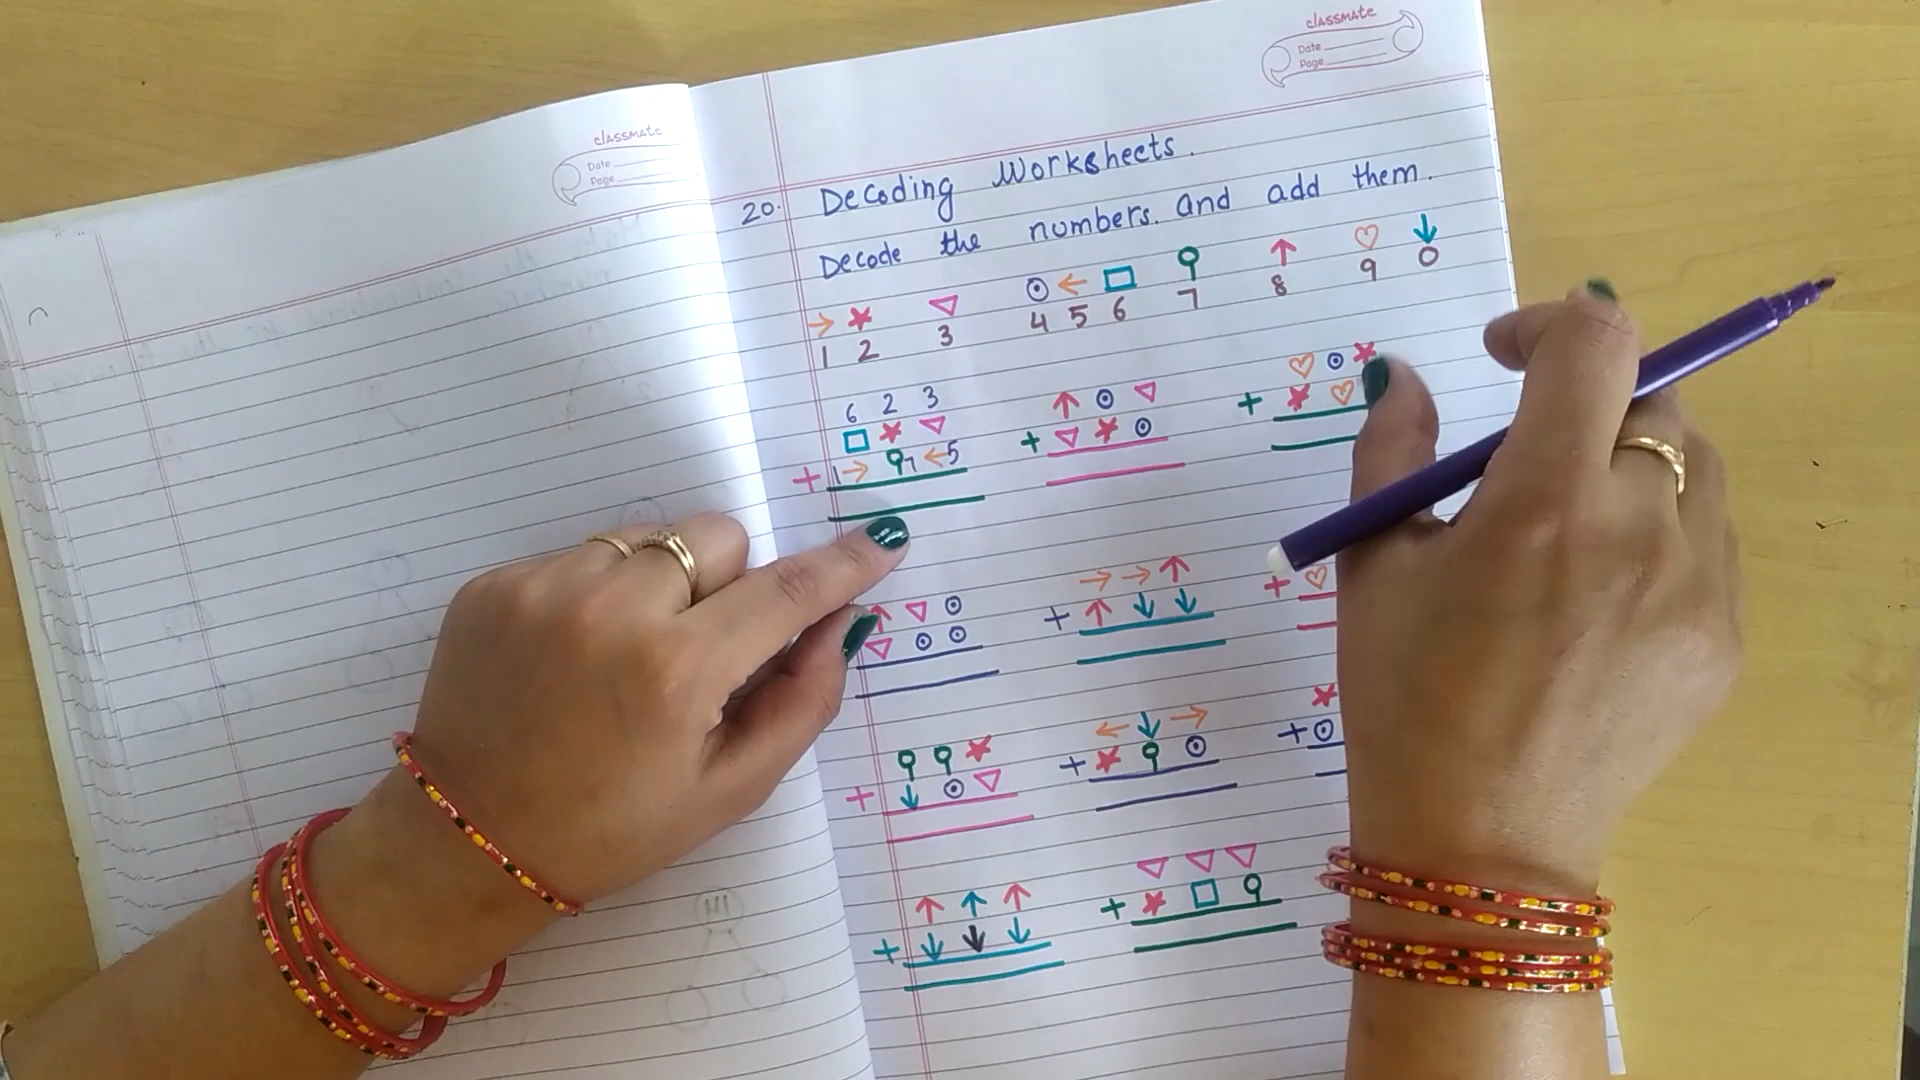 classmate
Date
Page
classmate
Date
Page
20. Decoding Worksheets.
Decode the numbers. and add them.
1 2 3 4 5 6 7 8 9 0
6 2 3
+ 1 7 5
+
+
+
+
+
+
+
+
+